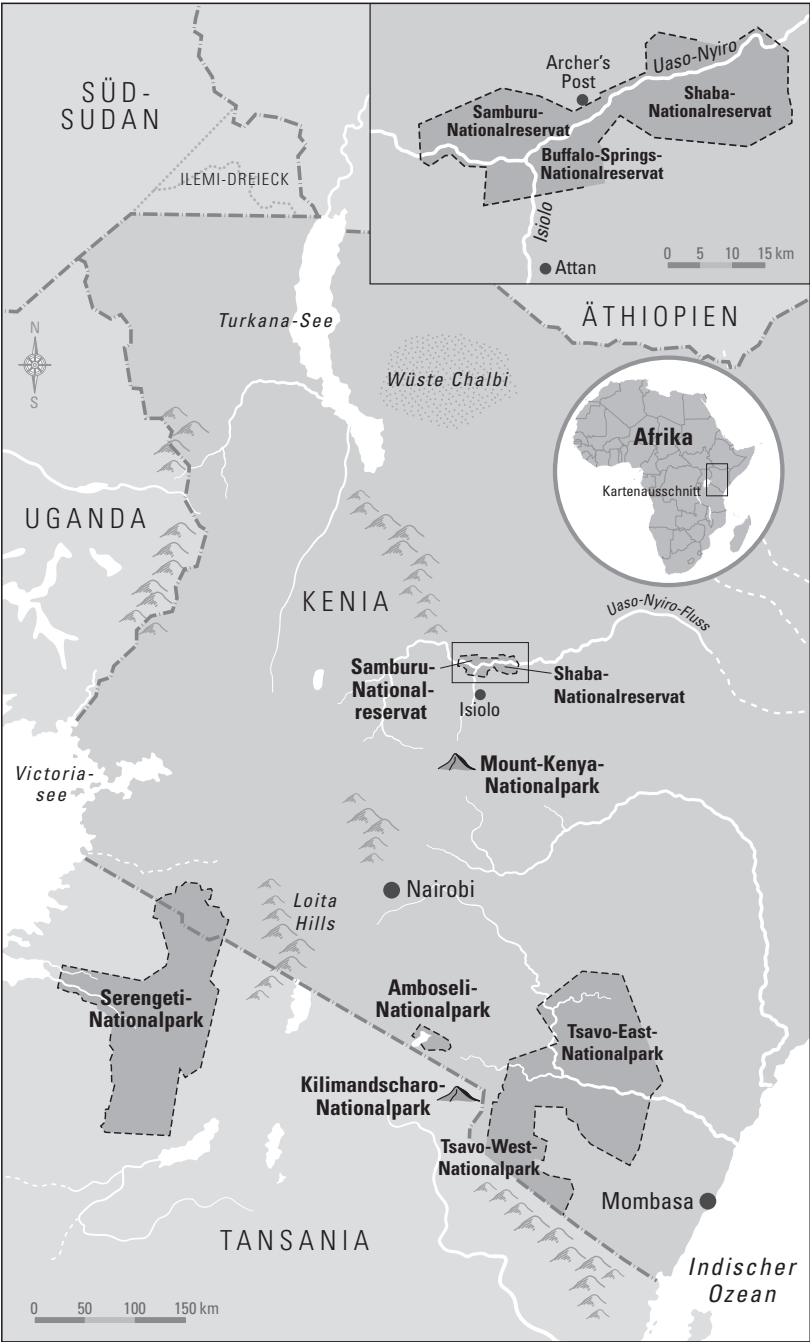 SÜD-
SUDAN
ILEMI-DREIECK
Archer's
Post
Uaso-Nyiro
Samburu-
Nationalreservat
Shaba-
Nationalreservat
Buffalo-Springs-
Nationalreservat
Isiolo
Attan
0 5 10 15 km
Turkana-See
ÄTHIOPIEN
N
S
Wüste Chalbi
Afrika
Kartenausschnitt
UGANDA
KENIA
Uaso-Nyiro-Fluss
Samburu-
National-
reservat
Shaba-
Nationalreservat
Isiolo
Mount-Kenya-
Nationalpark
Victoria-
see
Nairobi
Loita
Hills
Serengeti-
Nationalpark
Amboseli-
Nationalpark
Tsavo-East-
Nationalpark
Kilimandscharo-
Nationalpark
Tsavo-West-
Nationalpark
Mombasa
TANSANIA
Indischer
Ozean
0 50 100 150 km